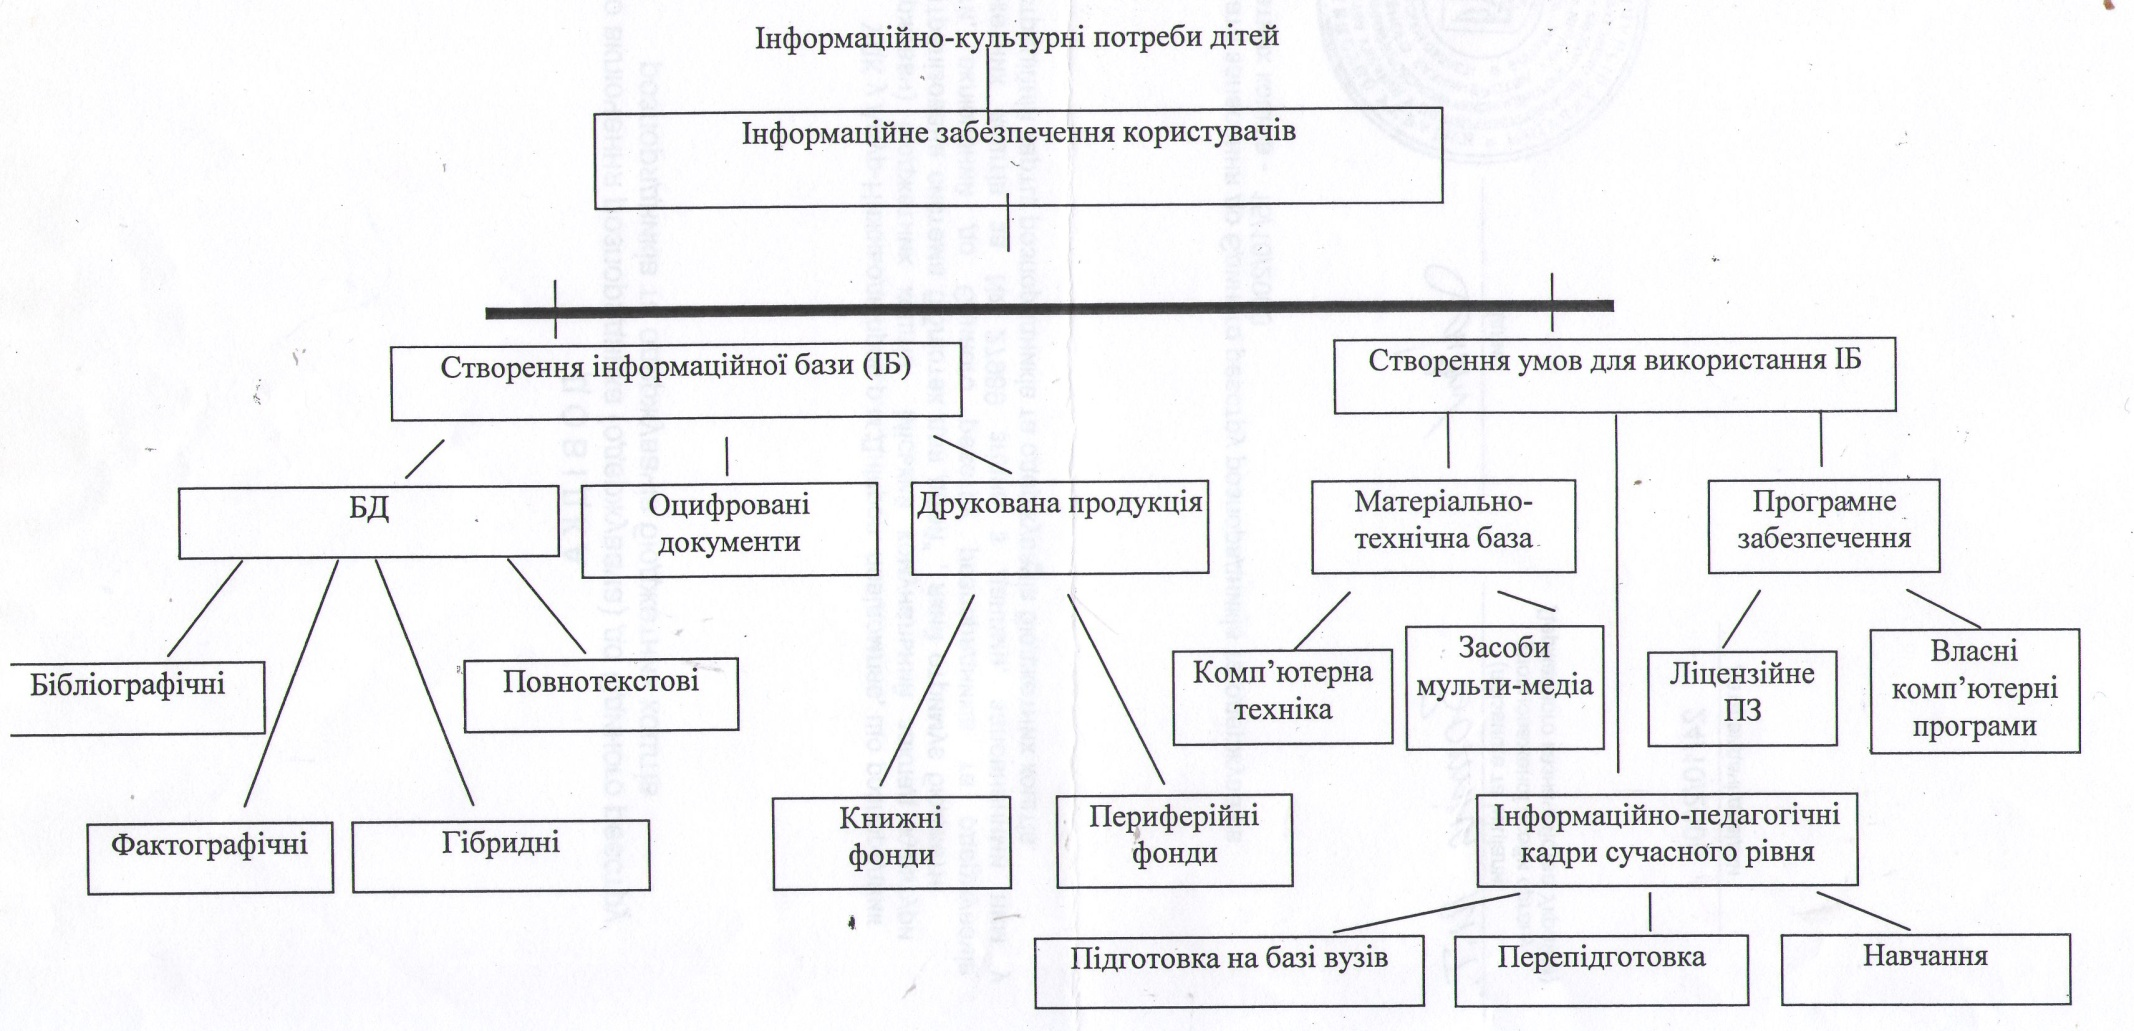 Інформаційно-культурні потреби дітей
Інформаційне забезпечення користувачів
Створення інформаційної бази (ІБ)
Створення умов для використання ІБ
БД
Оцифровані
документи
Друкована продукція
Матеріально-
технічна база
Програмне
забезпечення
Бібліографічні
Повнотекстові
Комп’ютерна
техніка
Засоби
мульти-медіа
Ліцензійне
ПЗ
Власні
комп’ютерні
програми
Фактографічні
Гібридні
Книжні
фонди
Периферійні
фонди
Інформаційно-педагогічні
кадри сучасного рівня
Підготовка на базі вузів
Перепідготовка
Навчання